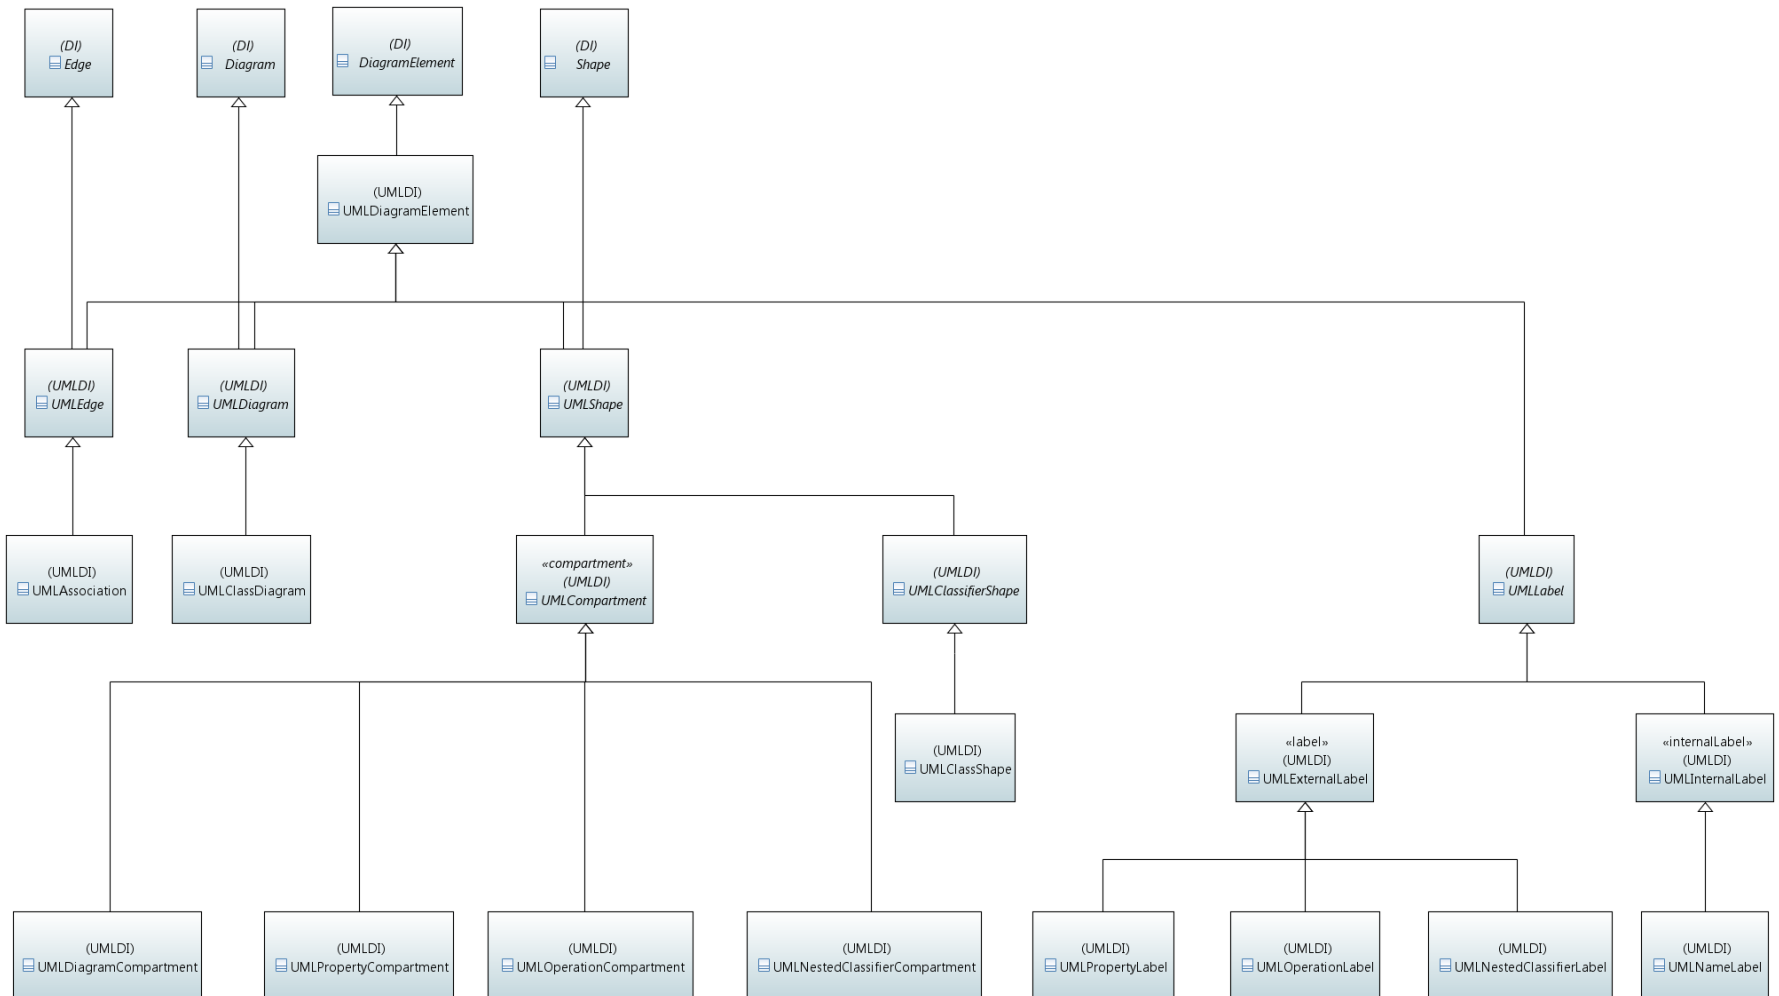 (DI)
Edge
(DI)
Diagram
(DI)
DiagramElement
(DI)
Shape
(UMLDI)
UMLDiagramElement
(UMLDI)
UMLEdge
(UMLDI)
UMLDiagram
(UMLDI)
UMLShape
(UMLDI)
UMLAssociation
(UMLDI)
UMLClassDiagram
«compartment»
(UMLDI)
UMLCompartment
(UMLDI)
UMLClassifierShape
(UMLDI)
UMLLabel
(UMLDI)
UMLClassShape
«label»
(UMLDI)
UMLExternalLabel
«internalLabel»
(UMLDI)
UMLInternalLabel
(UMLDI)
UMLDiagramCompartment
(UMLDI)
UMLPropertyCompartment
(UMLDI)
UMLOperationCompartment
(UMLDI)
UMLNestedClassifierCompartment
(UMLDI)
UMLPropertyLabel
(UMLDI)
UMLOperationLabel
(UMLDI)
UMLNestedClassifierLabel
(UMLDI)
UMLNameLabel